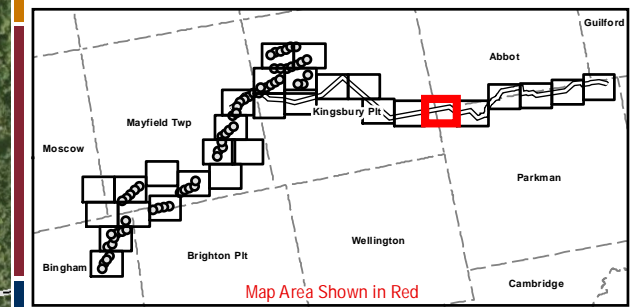 Guilford
Abbot
Kingsbury Plt
Mayfield Twp
Moscow
Parkman
Wellington
Brighton Plt
Bingham
Cambridge
Map Area Shown in Red